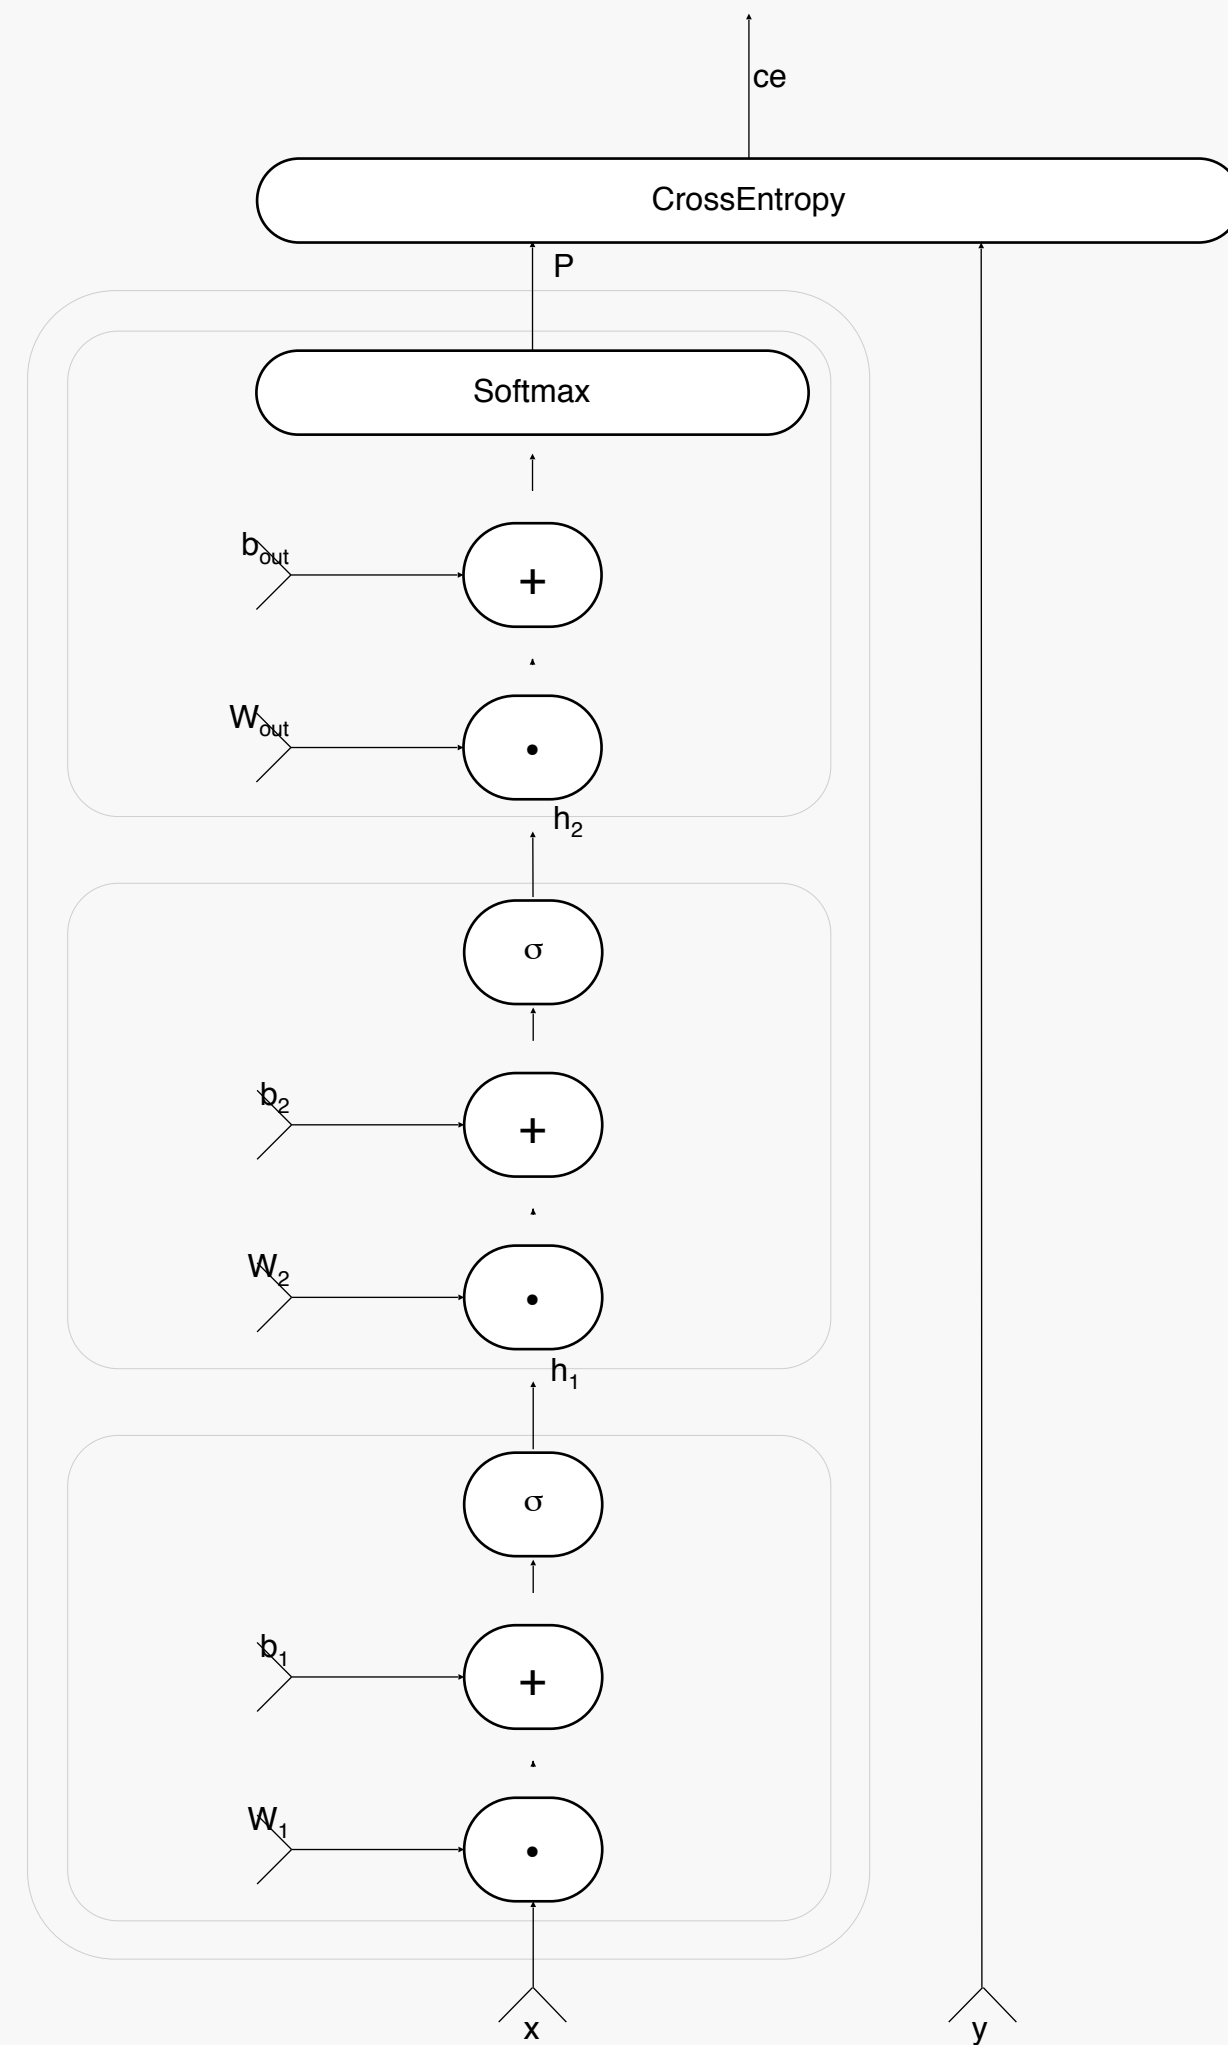 ce
CrossEntropy
P
Softmax
b_out
+
W_out
•
h_2
σ
b_2
+
W_2
•
h_1
σ
b_1
+
W_1
•
x
y